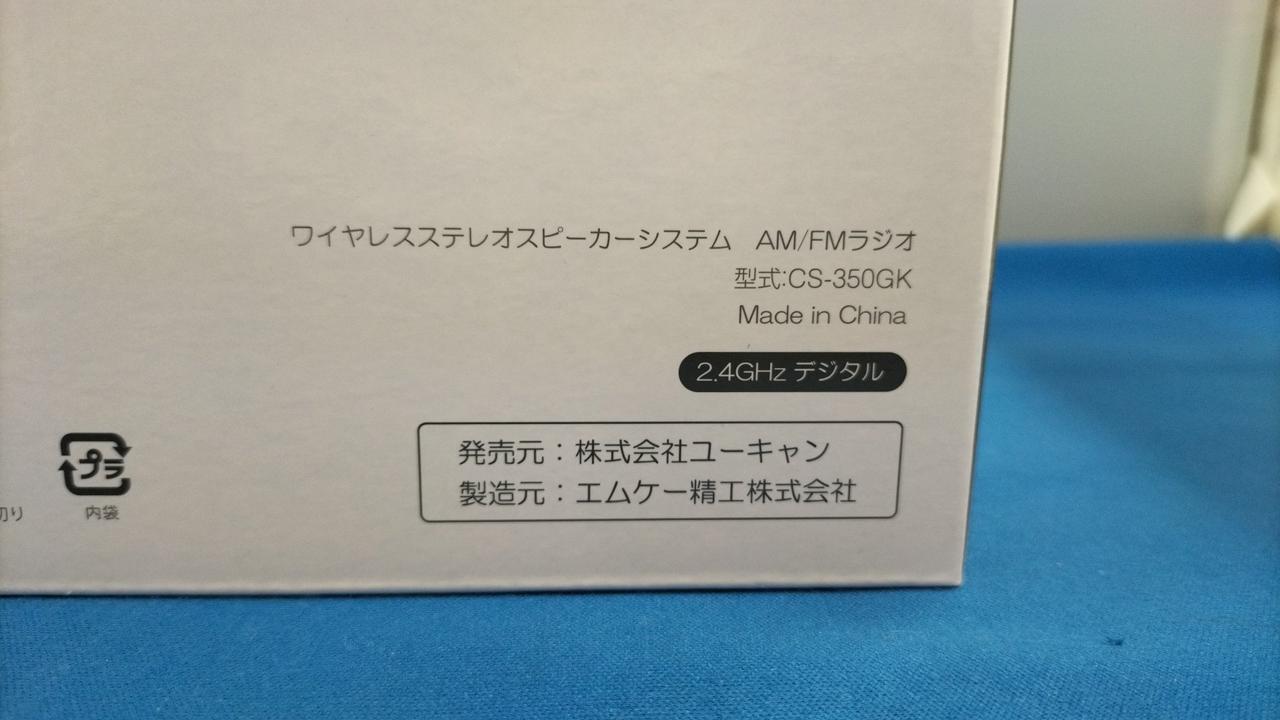 ワイヤレスステレオスピーカーシステム　AM/FMラジオ
型式:CS-350GK
Made in China
2.4GHz デジタル
発売元：株式会社ユーキャン
製造元：エムケー精工株式会社
プラ
切り 内袋